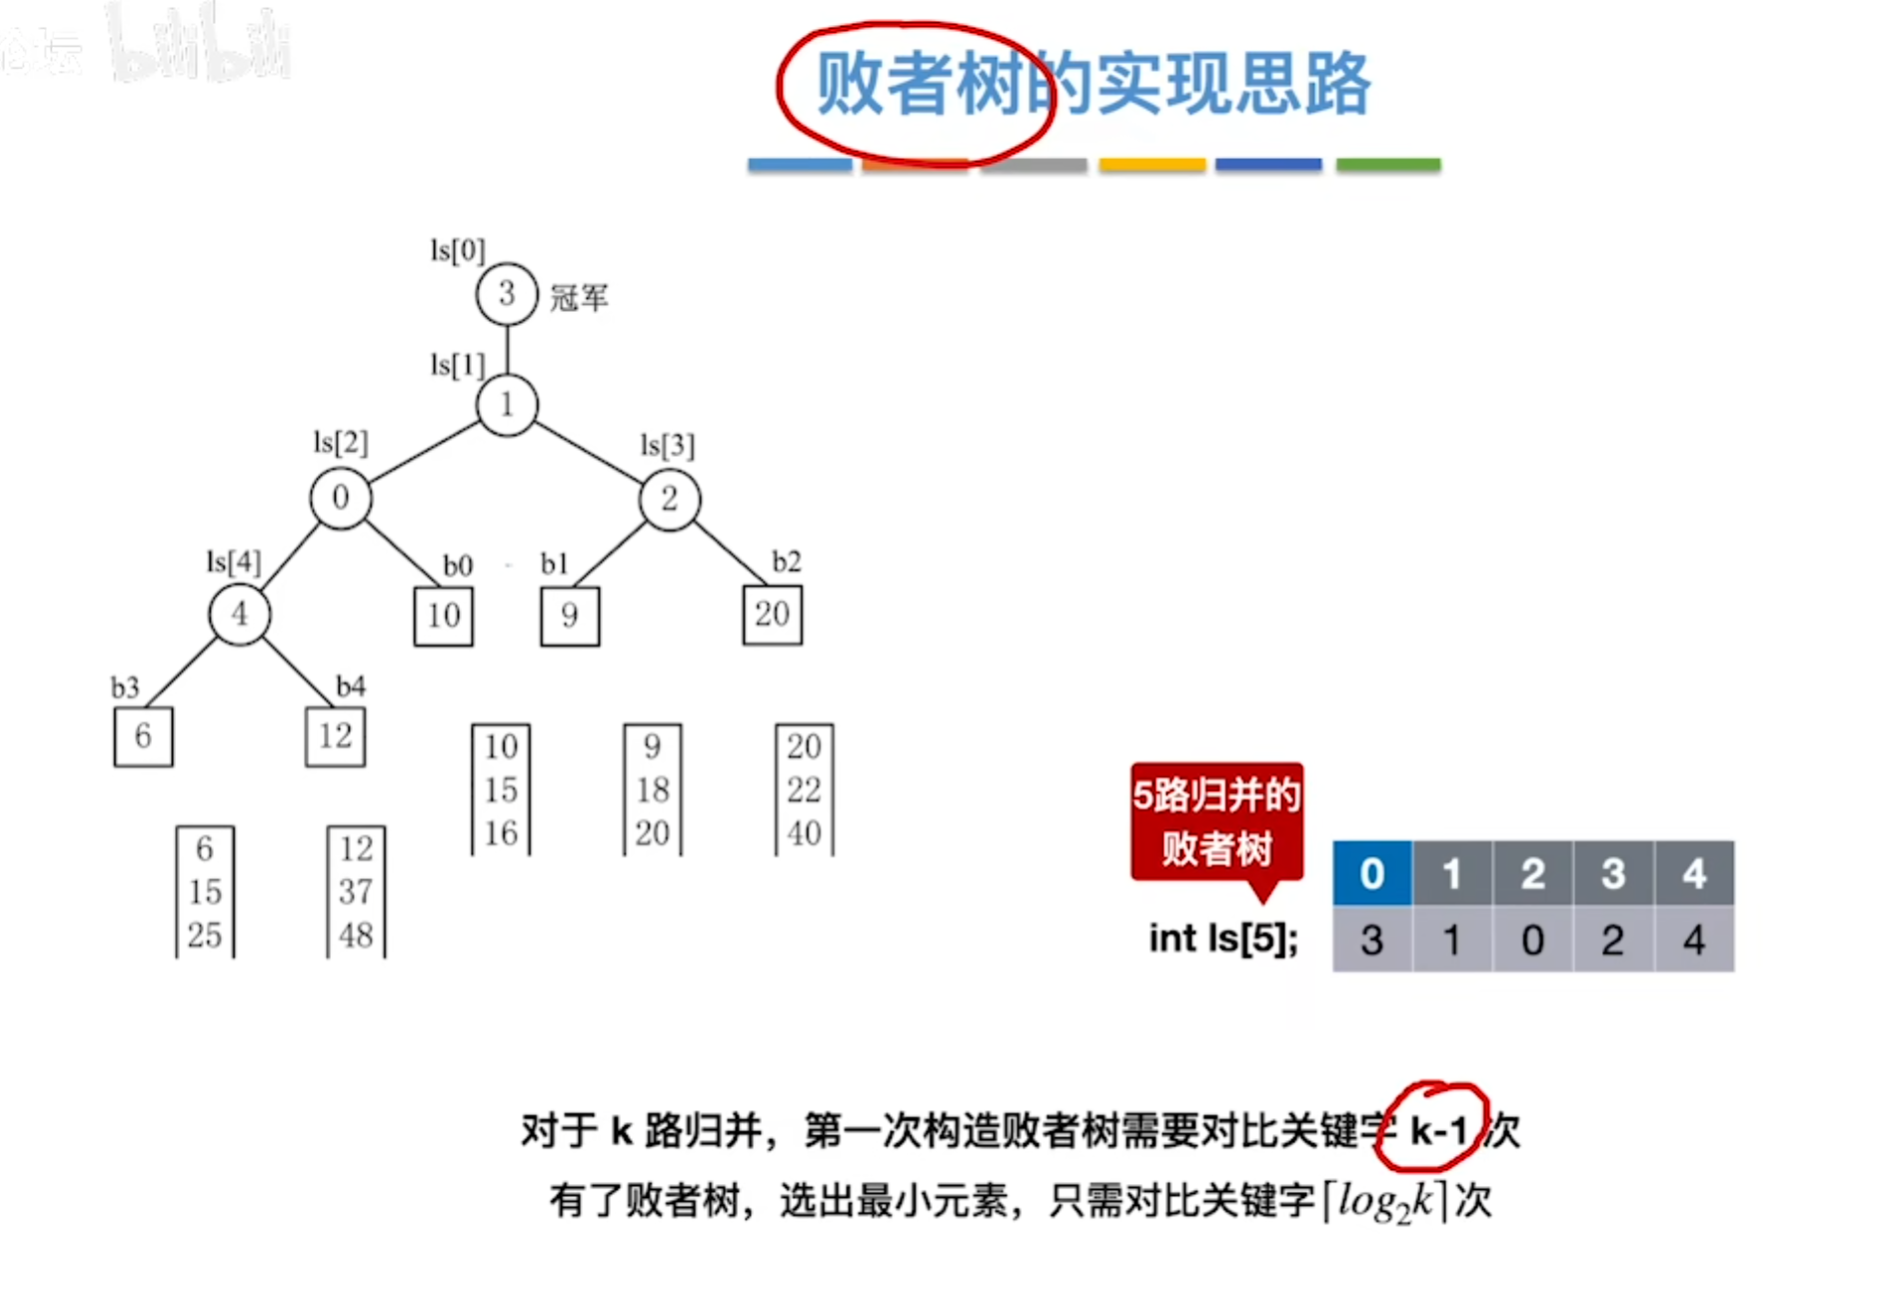 论坛 bilibili
败者树的实现思路
ls[0]
3 冠军
ls[1]
1
ls[2] ls[3]
0 2
ls[4] b0 b1 b2
4 10 9 20
b3 b4
6 12
10 9 20
15 18 22
16 20 40
6 12
15 37
25 48
5路归并的
败者树
0 1 2 3 4
int ls[5]; 3 1 0 2 4
对于 k 路归并，第一次构造败者树需要对比关键字 k-1 次
有了败者树，选出最小元素，只需对比关键字⌈log₂k⌉次